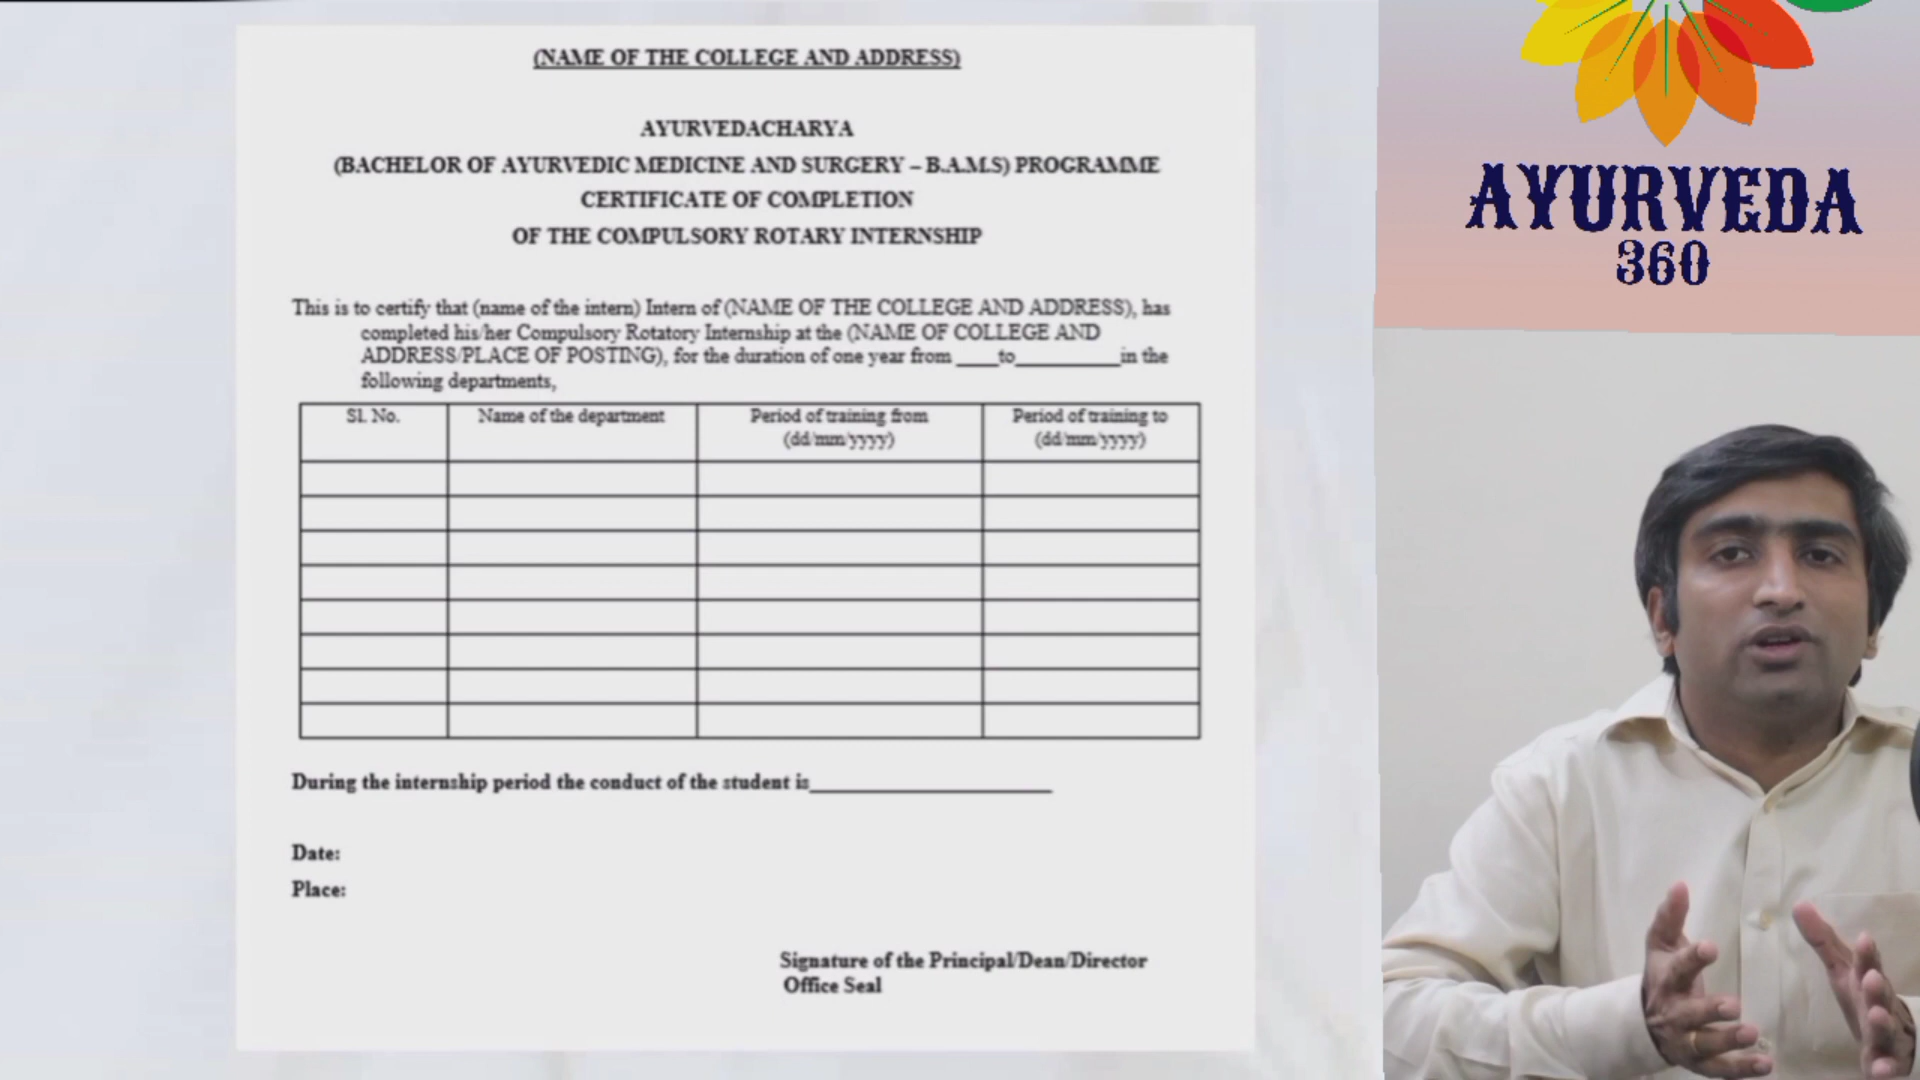 (NAME OF THE COLLEGE AND ADDRESS)
AYURVEDACHARYA
(BACHELOR OF AYURVEDIC MEDICINE AND SURGERY – B.A.M.S) PROGRAMME
CERTIFICATE OF COMPLETION
OF THE COMPULSORY ROTARY INTERNSHIP
This is to certify that (name of the intern) Intern of (NAME OF THE COLLEGE AND ADDRESS), has
completed his/her Compulsory Rotatory Internship at the (NAME OF COLLEGE AND
ADDRESS/PLACE OF POSTING), for the duration of one year from ____to__________in the
following departments,
Sl. No. Name of the department Period of training from Period of training to
(dd/mm/yyyy) (dd/mm/yyyy)
During the internship period the conduct of the student is______________________
Date:
Place:
Signature of the Principal/Dean/Director
Office Seal
AYURVEDA
360